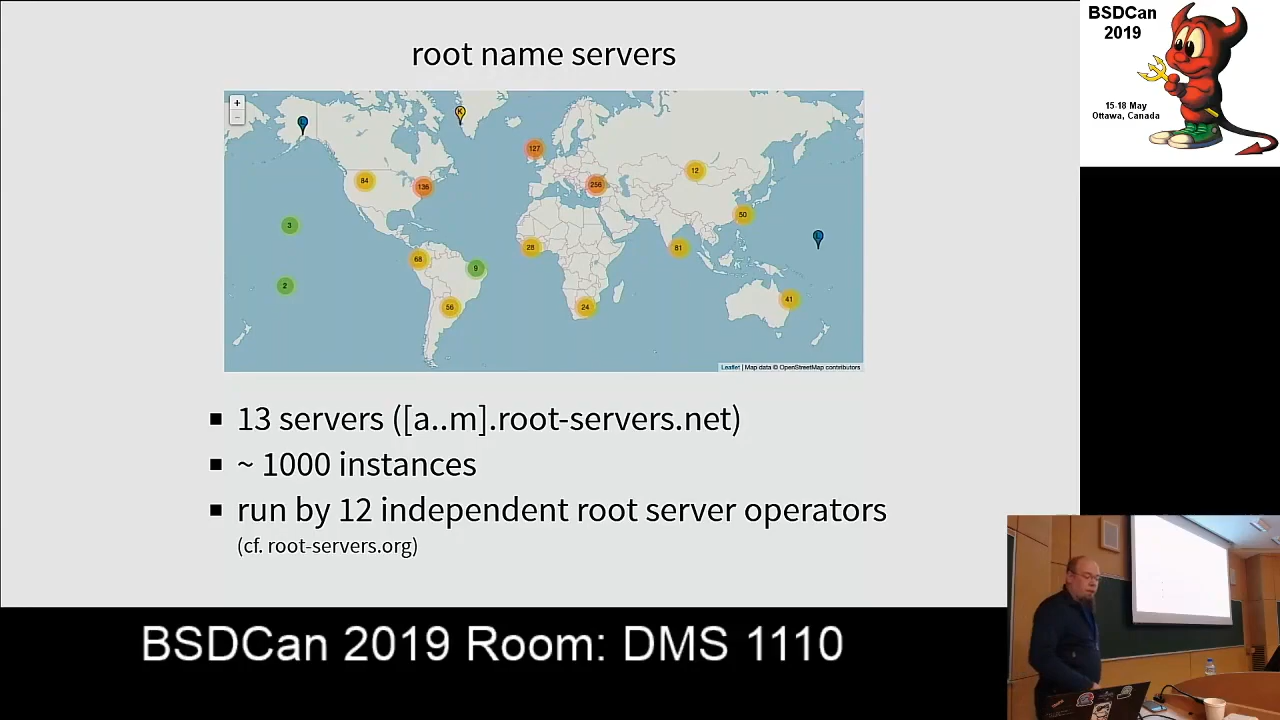 root name servers
+
−
L
K
127
84
136
256
12
50
3
L
28
81
68
9
2
56
24
41
Leaflet | Map data © OpenStreetMap contributors
13 servers ([a..m].root-servers.net)
~ 1000 instances
run by 12 independent root server operators
(cf. root-servers.org)
BSDCan
2019
15-18 May
Ottawa, Canada
BSDCan 2019 Room: DMS 1110